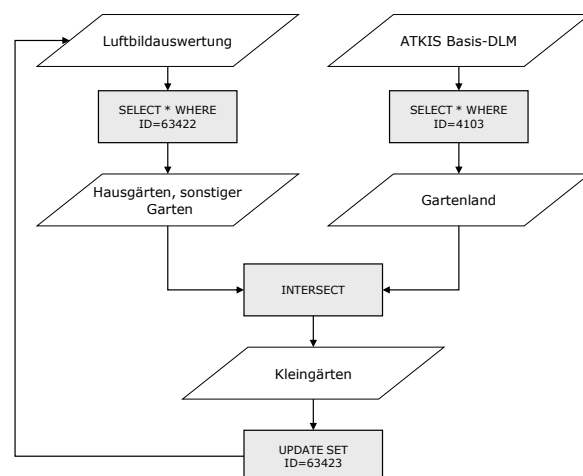 Luftbildauswertung
ATKIS Basis-DLM
SELECT * WHERE
ID=63422
SELECT * WHERE
ID=4103
Hausgärten, sonstiger
Garten
Gartenland
INTERSECT
Kleingärten
UPDATE SET
ID=63423